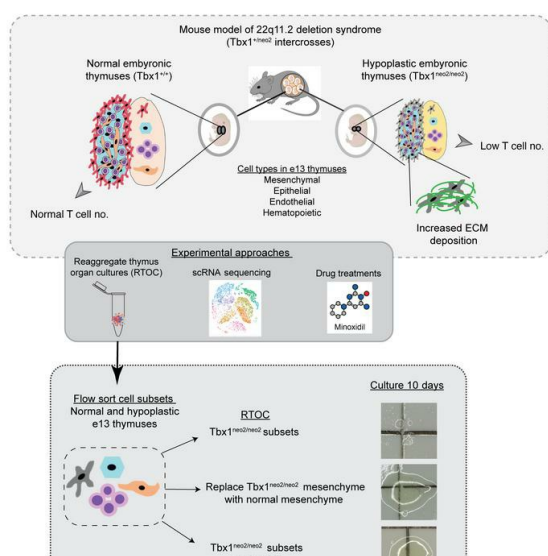 Mouse model of 22q11.2 deletion syndrome
(Tbx1+/neo2 intercrosses)
Normal embyronic
thymuses (Tbx1+/+)
Hypoplastic embyronic
thymuses (Tbx1neo2/neo2)
Low T cell no.
Cell types in e13 thymuses
Mesenchymal
Epithelial
Endothelial
Hematopoietic
Normal T cell no.
Increased ECM
deposition
Experimental approaches
Reaggregate thymus
organ cultures (RTOC)
scRNA sequencing
Drug treatments
Minoxidil
Flow sort cell subsets
Normal and hypoplastic
e13 thymuses
RTOC
Culture 10 days
Tbx1neo2/neo2 subsets
Replace Tbx1neo2/neo2 mesenchyme
with normal mesenchyme
Tbx1neo2/neo2 subsets